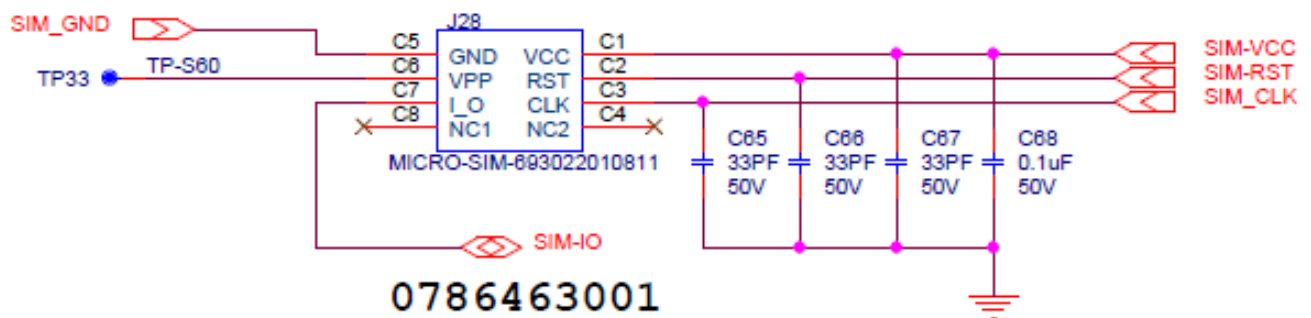 SIM_GND
J28
C5 GND VCC C1 SIM-VCC
TP33 TP-S60 C6 VPP RST C2 SIM-RST
C7 I_O CLK C3 SIM_CLK
C8 NC1 NC2 C4
MICRO-SIM-693022010811
C65 C66 C67 C68
33PF 33PF 33PF 0.1uF
50V 50V 50V 50V
SIM-IO
0786463001